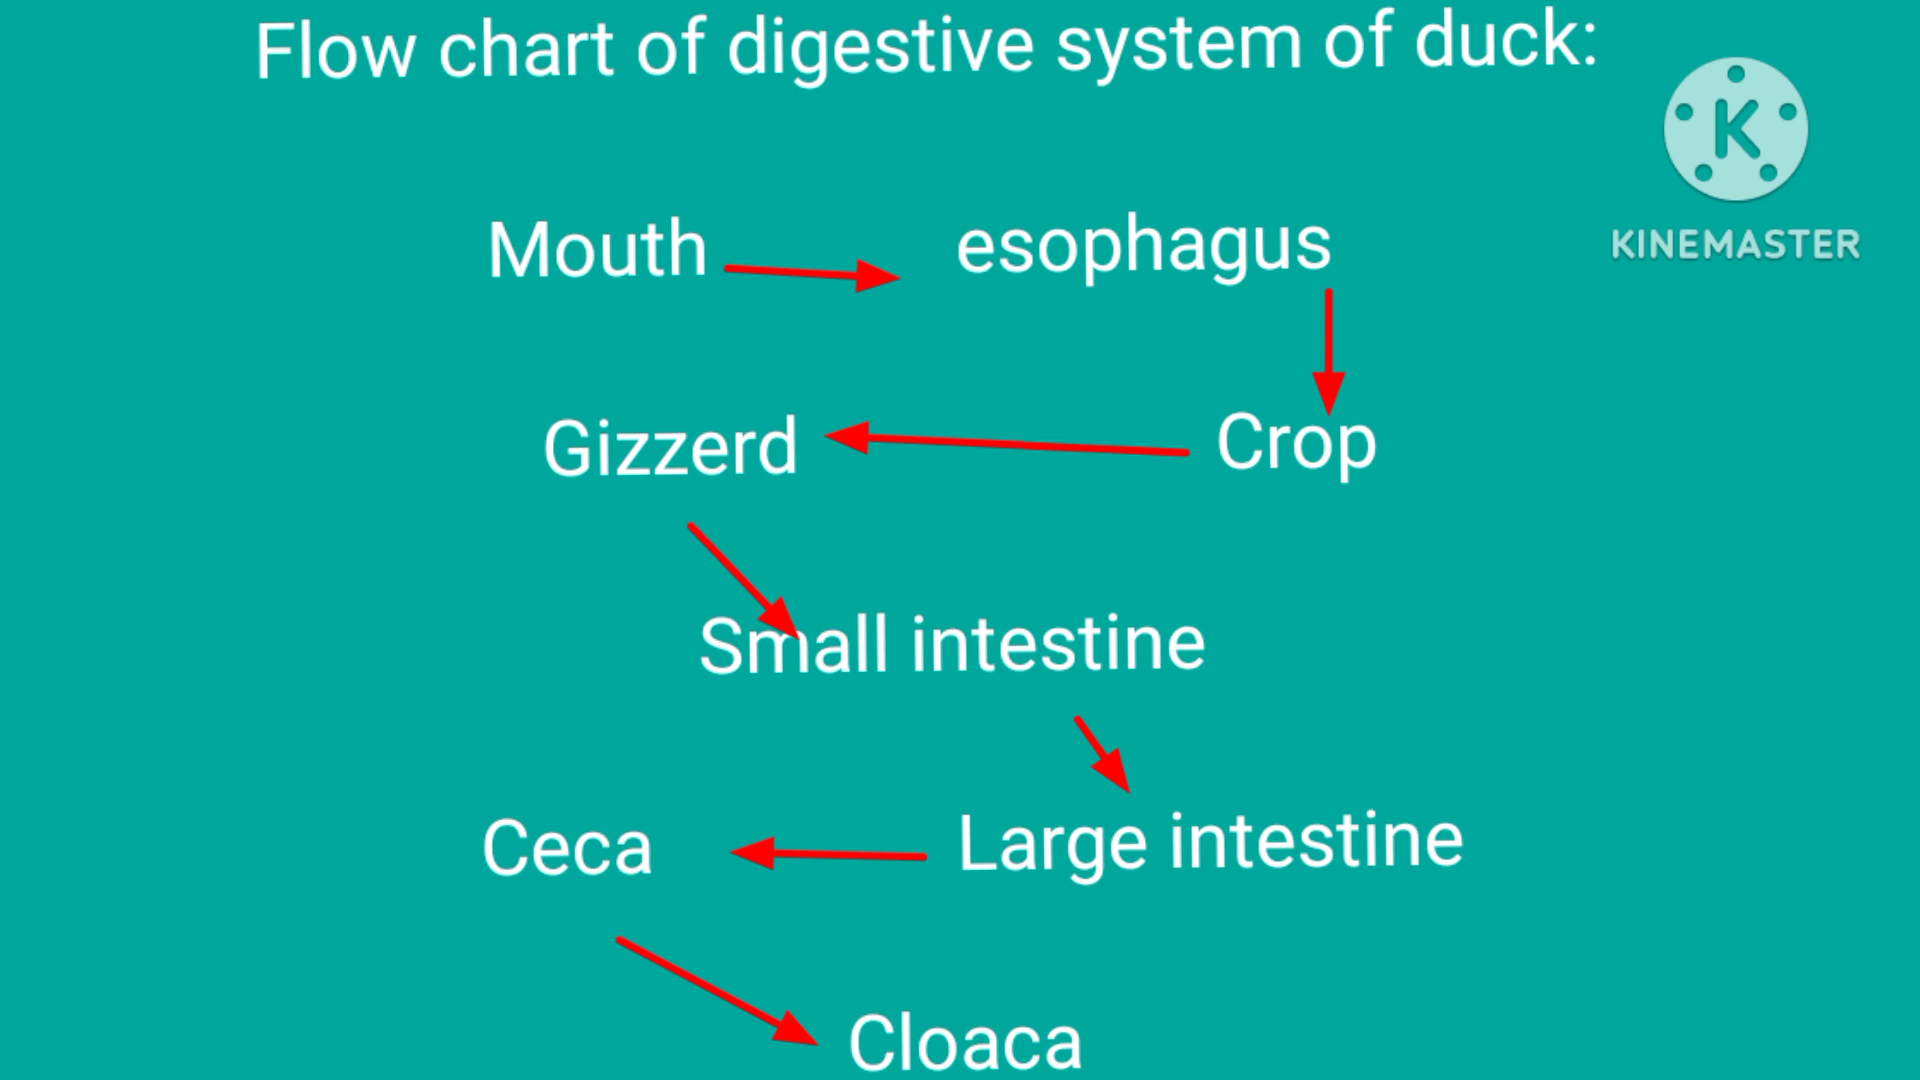 Flow chart of digestive system of duck:
K
KINEMASTER
Mouth esophagus
Gizzerd Crop
Small intestine
Ceca Large intestine
Cloaca